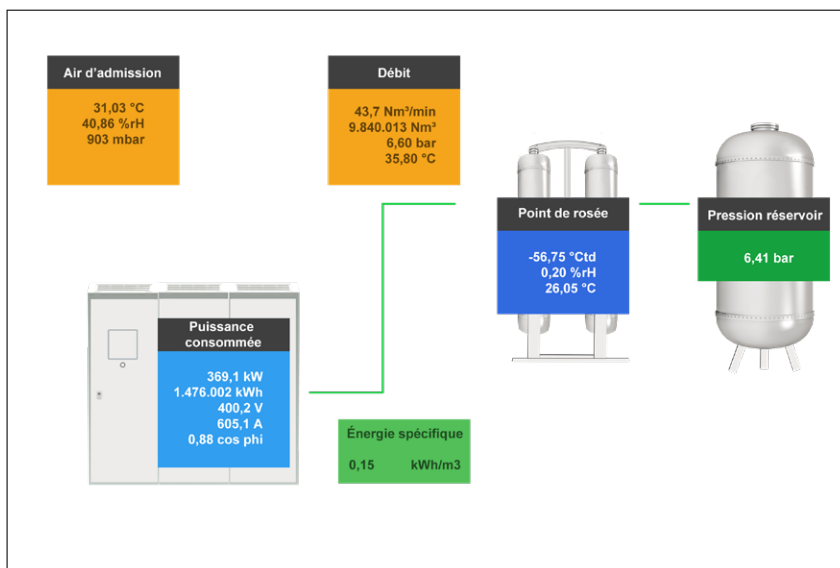 Air d’admission
31,03 °C
40,86 %rH
903 mbar
Débit
43,7 Nm³/min
9.840.013 Nm³
6,60 bar
35,80 °C
Point de rosée
-56,75 °Ctd
0,20 %rH
26,05 °C
Pression réservoir
6,41 bar
Puissance
consommée
369,1 kW
1.476.002 kWh
400,2 V
605,1 A
0,88 cos phi
Énergie spécifique
0,15 kWh/m3